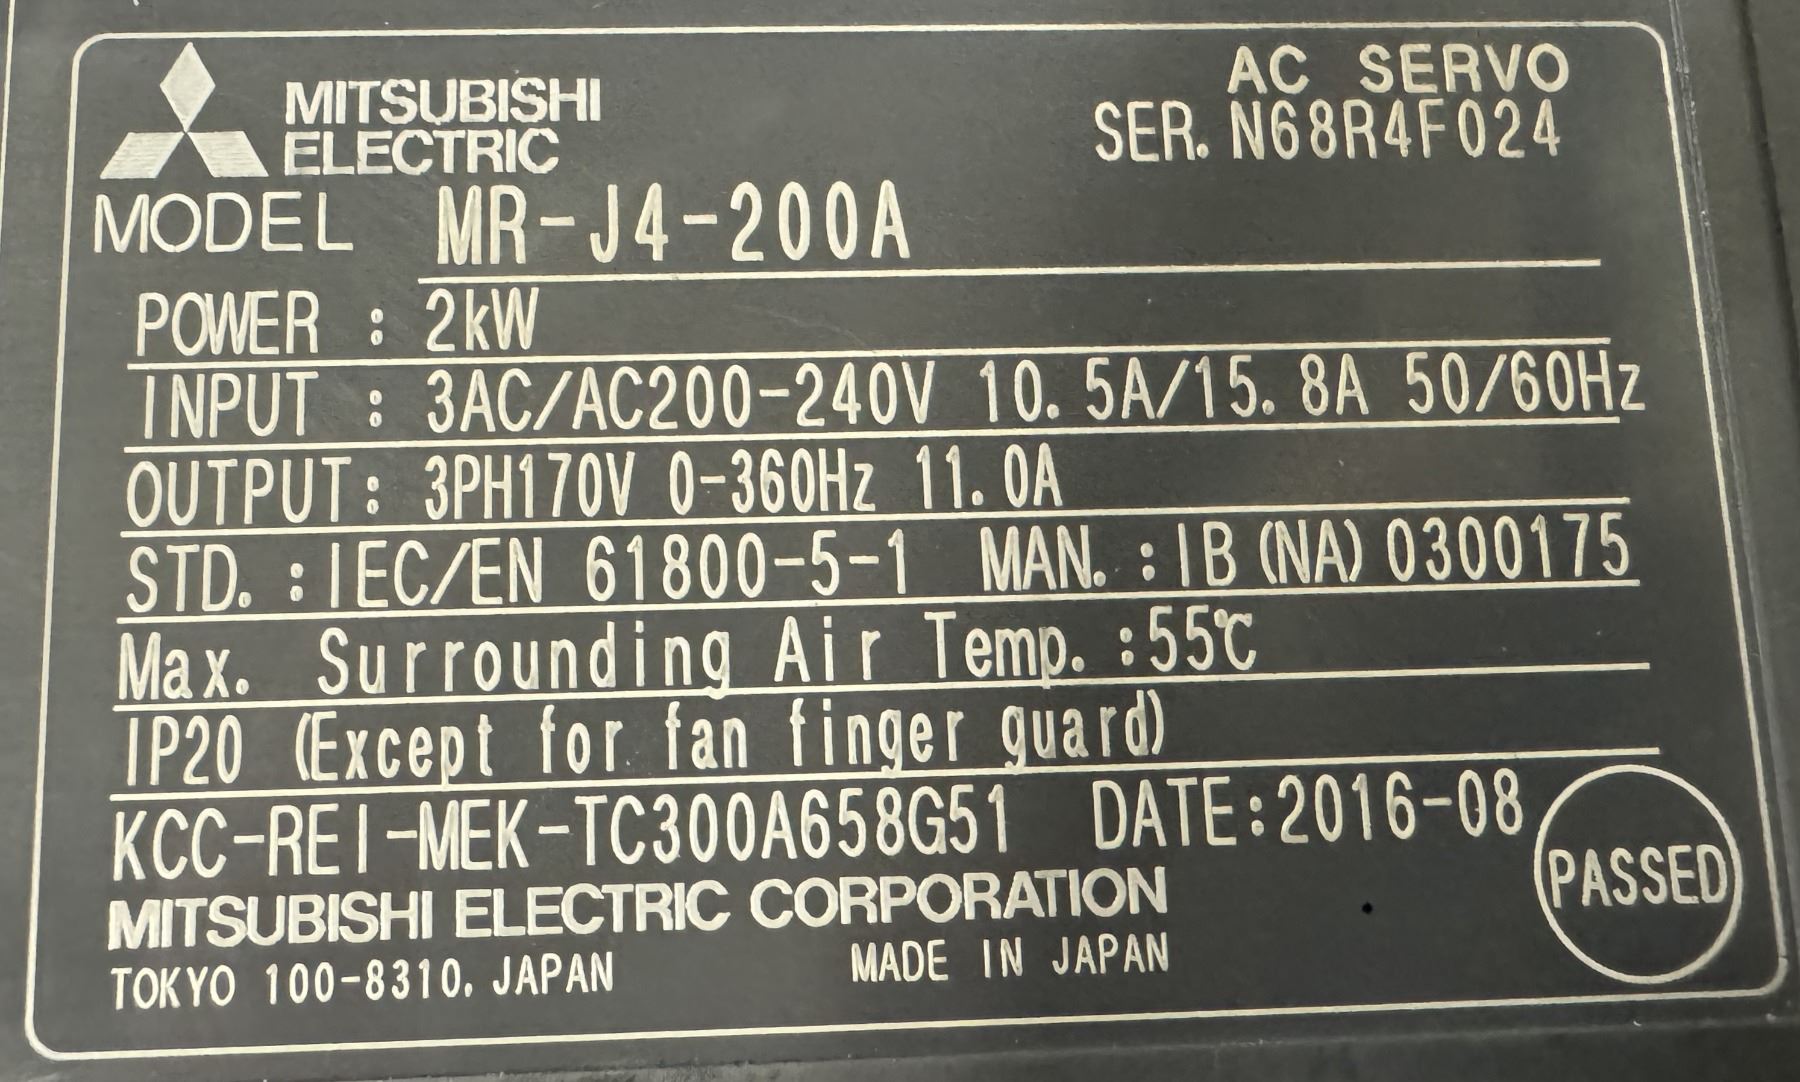 MITSUBISHI
ELECTRIC
AC SERVO
SER. N68R4F024
MODEL MR-J4-200A
POWER : 2kW
INPUT : 3AC/AC200-240V 10.5A/15.8A 50/60Hz
OUTPUT: 3PH170V 0-360Hz 11.0A
STD. : IEC/EN 61800-5-1 MAN. : IB(NA)0300175
Max. Surrounding Air Temp. :55℃
IP20 (Except for fan finger guard)
KCC-REI-MEK-TC300A658G51 DATE:2016-08
PASSED
MITSUBISHI ELECTRIC CORPORATION
TOKYO 100-8310, JAPAN MADE IN JAPAN